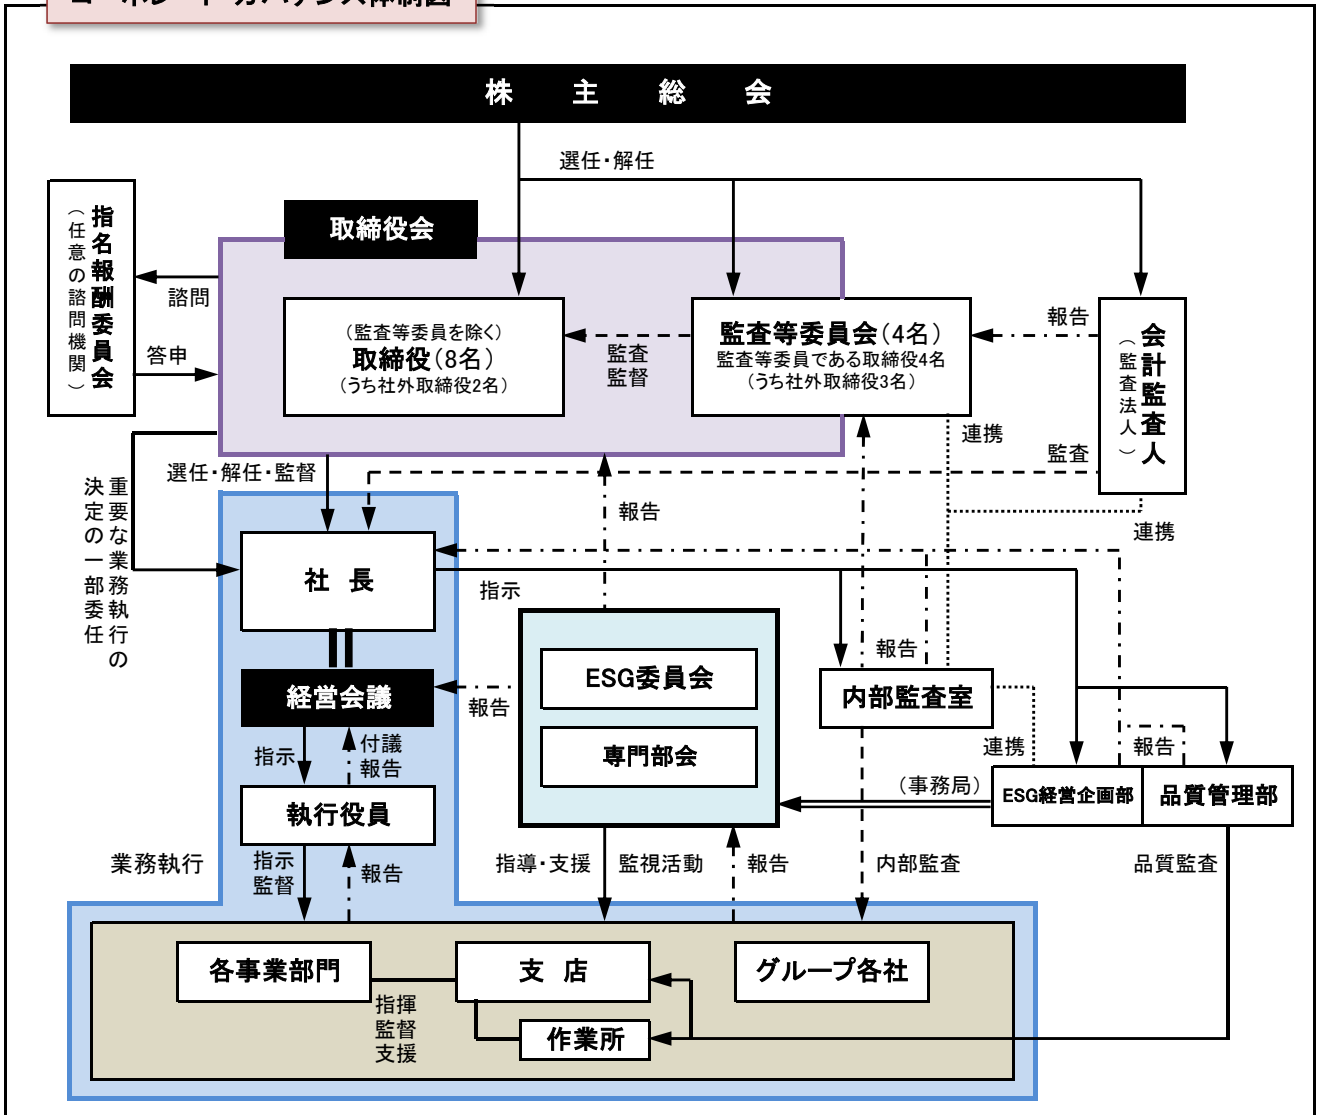 コーポレート・ガバナンス体制図
株主総会
選任・解任
指名報酬委員会
（任意の諮問機関）
取締役会
諮問
答申
（監査等委員を除く）
取締役（8名）
（うち社外取締役2名）
監査
監督
監査等委員会（4名）
監査等委員である取締役4名
（うち社外取締役3名）
報告
会計監査人
（監査法人）
連携
監査
選任・解任・監督
重要な業務執行の
決定の一部委任
報告
連携
社長
指示
ESG委員会
報告
内部監査室
経営会議
報告
専門部会
連携
報告
指示
付議
報告
（事務局）
ESG経営企画部
品質管理部
執行役員
業務執行
指示
監督
報告
指導・支援
監視活動
報告
内部監査
品質監査
各事業部門
支店
グループ各社
指揮
監督
支援
作業所